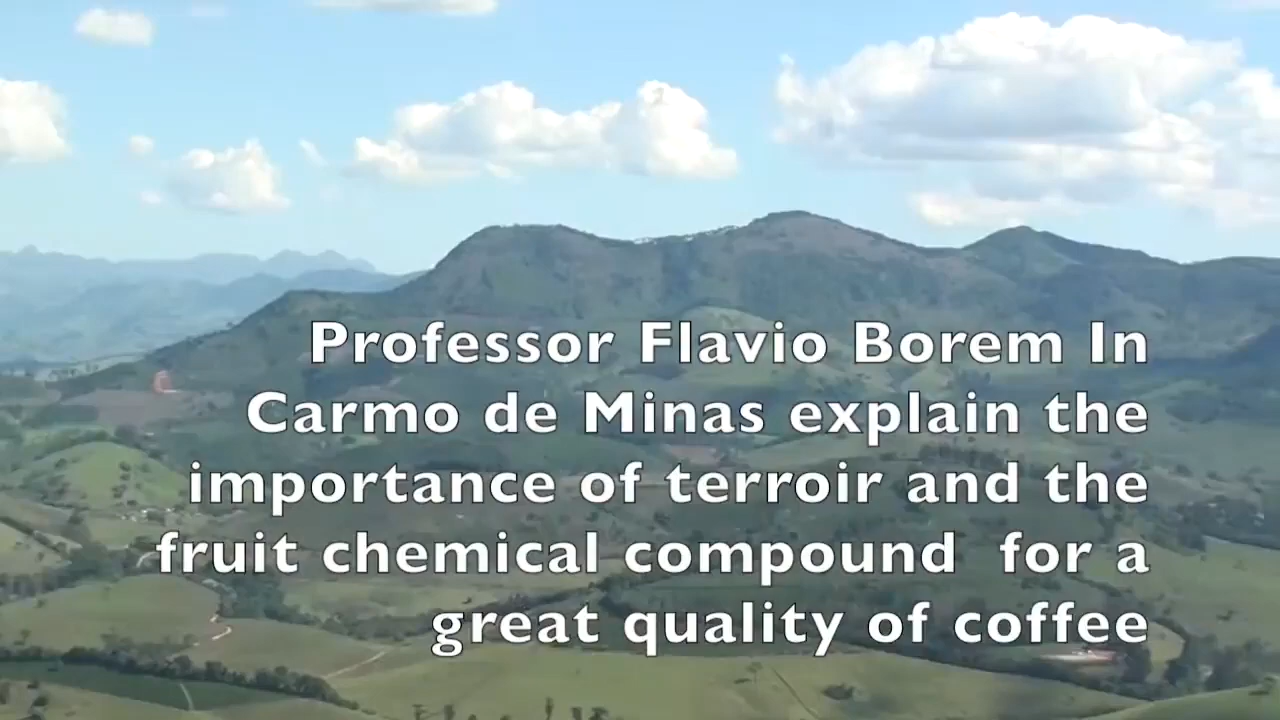 Professor Flavio Borem In
Carmo de Minas explain the
importance of terroir and the
fruit chemical compound  for a
great quality of coffee